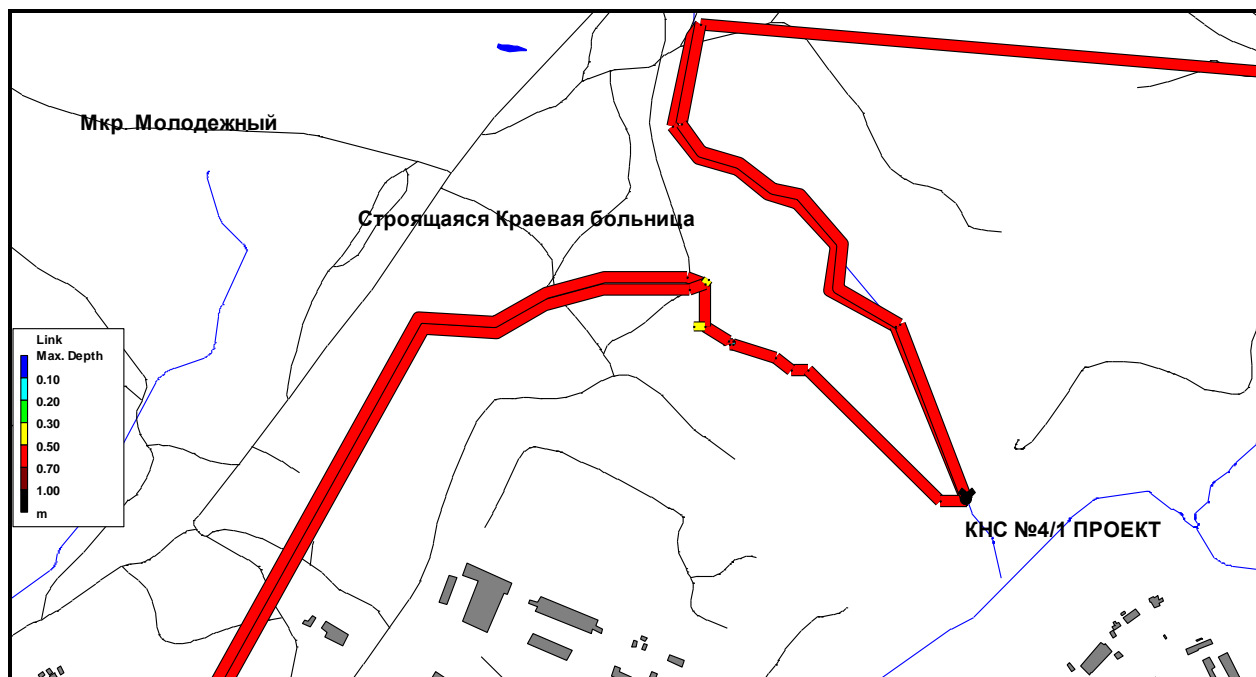 Мкр. Молодежный
Строящаяся Краевая больница
Link
Max. Depth
0.10
0.20
0.30
0.50
0.70
1.00
m
КНС №4/1 ПРОЕКТ